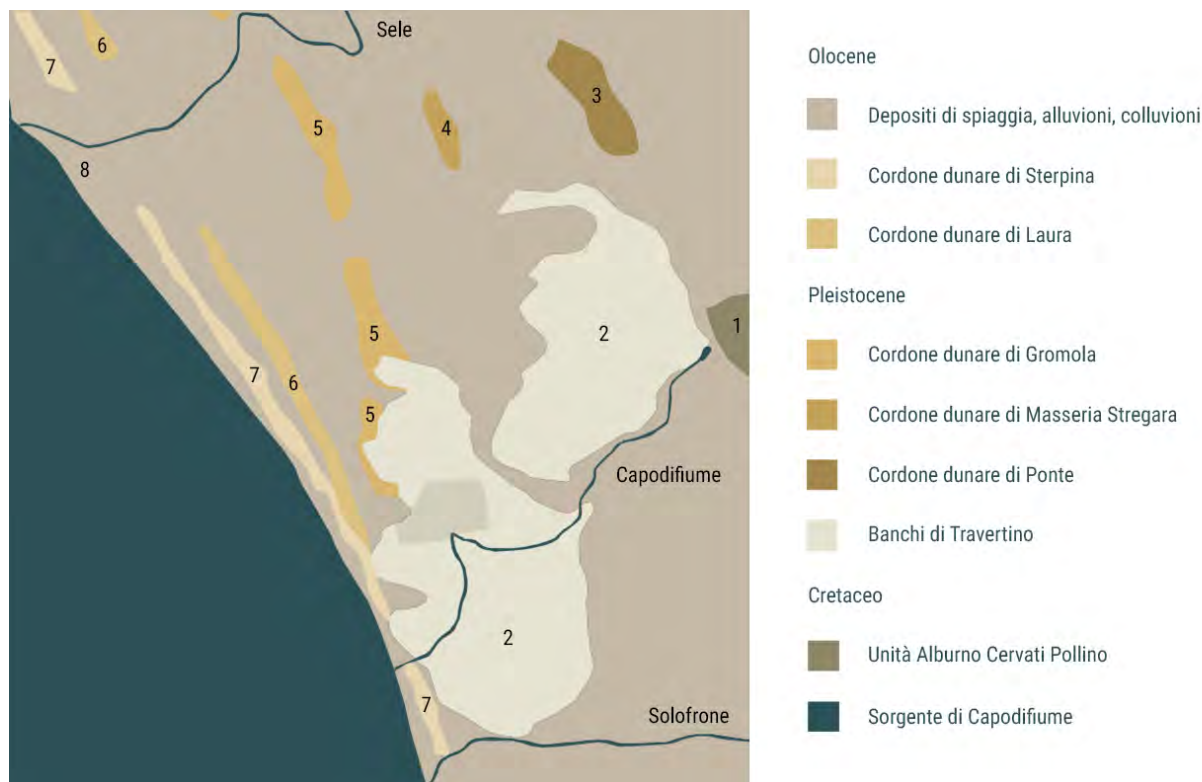 Sele
6
7
3
5
4
8
1
2
5
7
6
5
Capodifiume
2
7
Solofrone
Olocene
Depositi di spiaggia, alluvioni, colluvioni
Cordone dunare di Sterpina
Cordone dunare di Laura
Pleistocene
Cordone dunare di Gromola
Cordone dunare di Masseria Stregara
Cordone dunare di Ponte
Banchi di Travertino
Cretaceo
Unità Alburno Cervati Pollino
Sorgente di Capodifiume